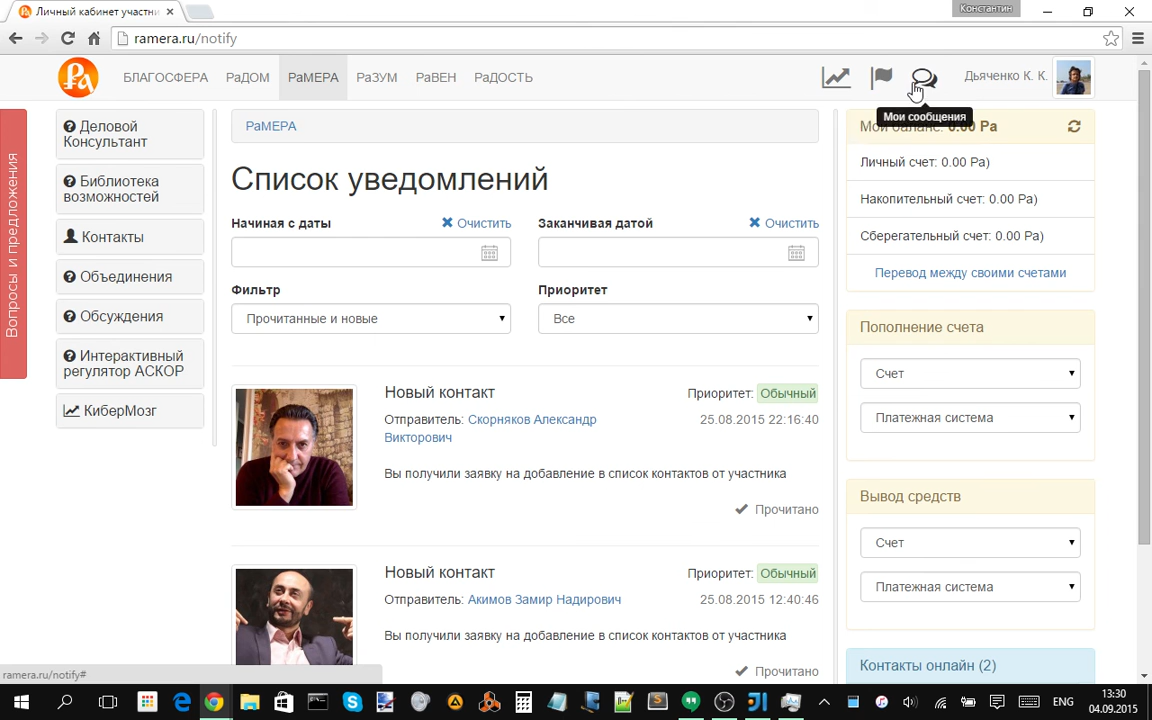 Личный кабинет участни
Константин
ramera.ru/notify
БЛАГОСФЕРА
РаДОМ
РаМЕРА
РаЗУМ
РаВЕН
РаДОСТЬ
Дьяченко К. К.
Мои сообщения
Вопросы и предложения
Деловой
Консультант
Библиотека
возможностей
Контакты
Объединения
Обсуждения
Интерактивный
регулятор АСКОР
КиберМозг
РаМЕРА
Список уведомлений
Начиная с даты
Очистить
Заканчивая датой
Очистить
Фильтр
Приоритет
Прочитанные и новые
Все
Новый контакт
Приоритет: Обычный
Отправитель: Скорняков Александр
Викторович
25.08.2015 22:16:40
Вы получили заявку на добавление в список контактов от участника
Прочитано
Новый контакт
Приоритет: Обычный
Отправитель: Акимов Замир Надирович
25.08.2015 12:40:46
Вы получили заявку на добавление в список контактов от участника
Прочитано
Мой баланс: 0.00 Ра
Личный счет: 0.00 Ра)
Накопительный счет: 0.00 Ра)
Сберегательный счет: 0.00 Ра)
Перевод между своими счетами
Пополнение счета
Счет
Платежная система
Вывод средств
Счет
Платежная система
Контакты онлайн (2)
ramera.ru/notify#
ENG
13:30
04.09.2015